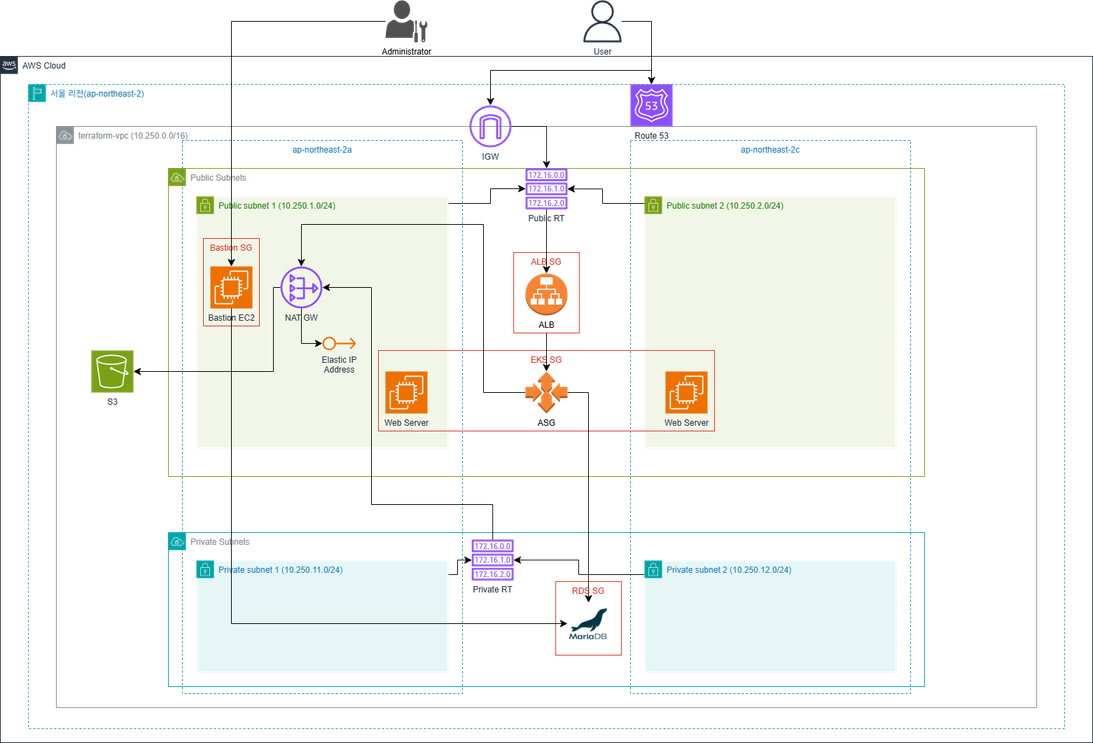 Administrator
User
aws
AWS Cloud
서울 리전(ap-northeast-2)
53
Route 53
terraform-vpc (10.250.0.0/16)
IGW
ap-northeast-2a
ap-northeast-2c
Public Subnets
172.16.0.0
172.16.1.0
172.16.2.0
Public RT
Public subnet 1 (10.250.1.0/24)
Public subnet 2 (10.250.2.0/24)
Bastion SG
Bastion EC2
NAT GW
Elastic IP
Address
ALB SG
ALB
S3
EKS SG
Web Server
ASG
Web Server
Private Subnets
172.16.0.0
172.16.1.0
172.16.2.0
Private RT
Private subnet 1 (10.250.11.0/24)
Private subnet 2 (10.250.12.0/24)
RDS SG
MariaDB